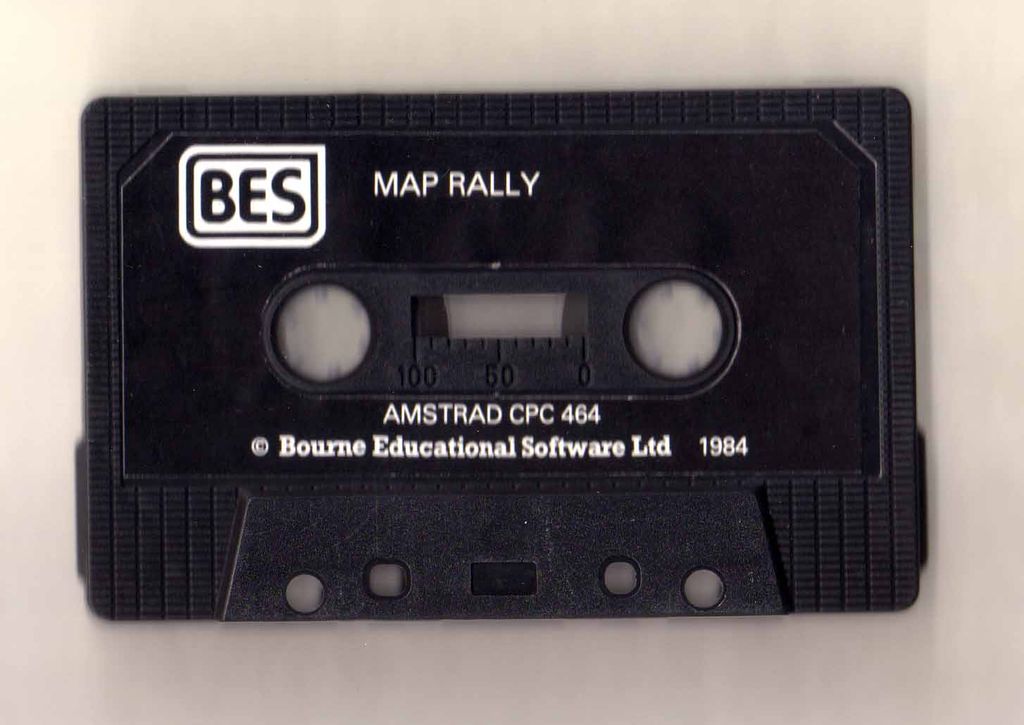 BES
MAP RALLY
100 50 0
AMSTRAD CPC 464
© Bourne Educational Software Ltd 1984